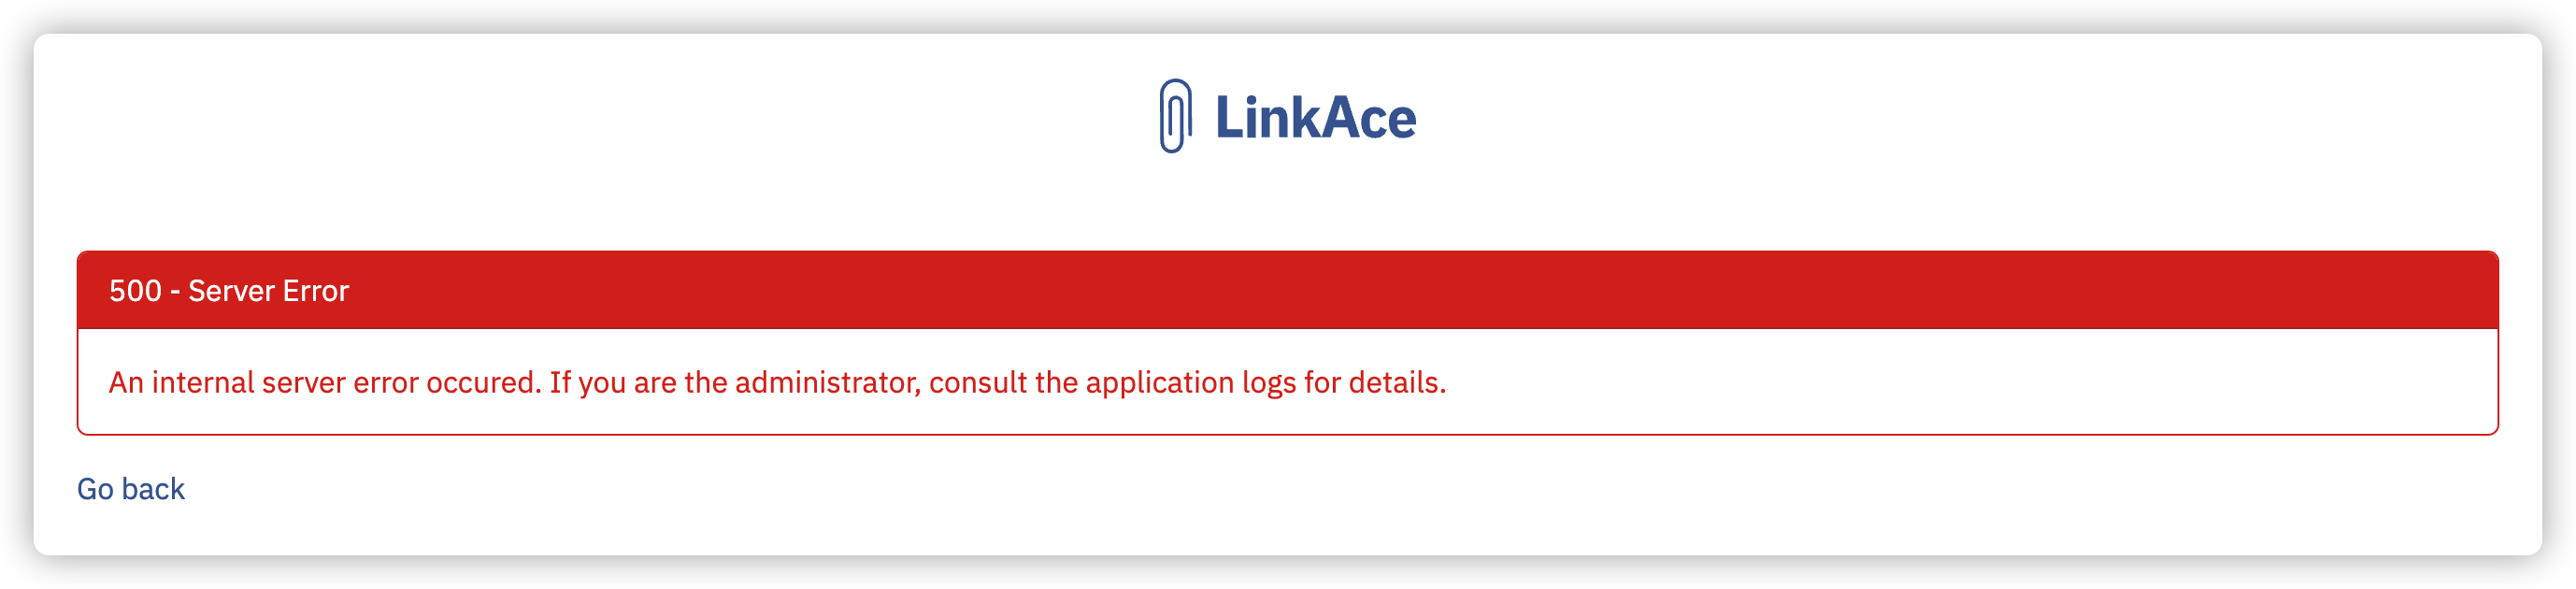 LinkAce
500 - Server Error
An internal server error occured. If you are the administrator, consult the application logs for details.
Go back